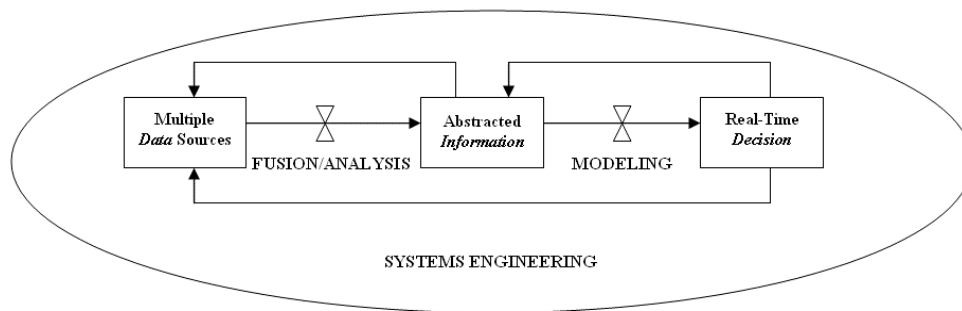 Multiple
Data Sources
Abstracted
Information
Real-Time
Decision
FUSION/ANALYSIS
MODELING
SYSTEMS ENGINEERING